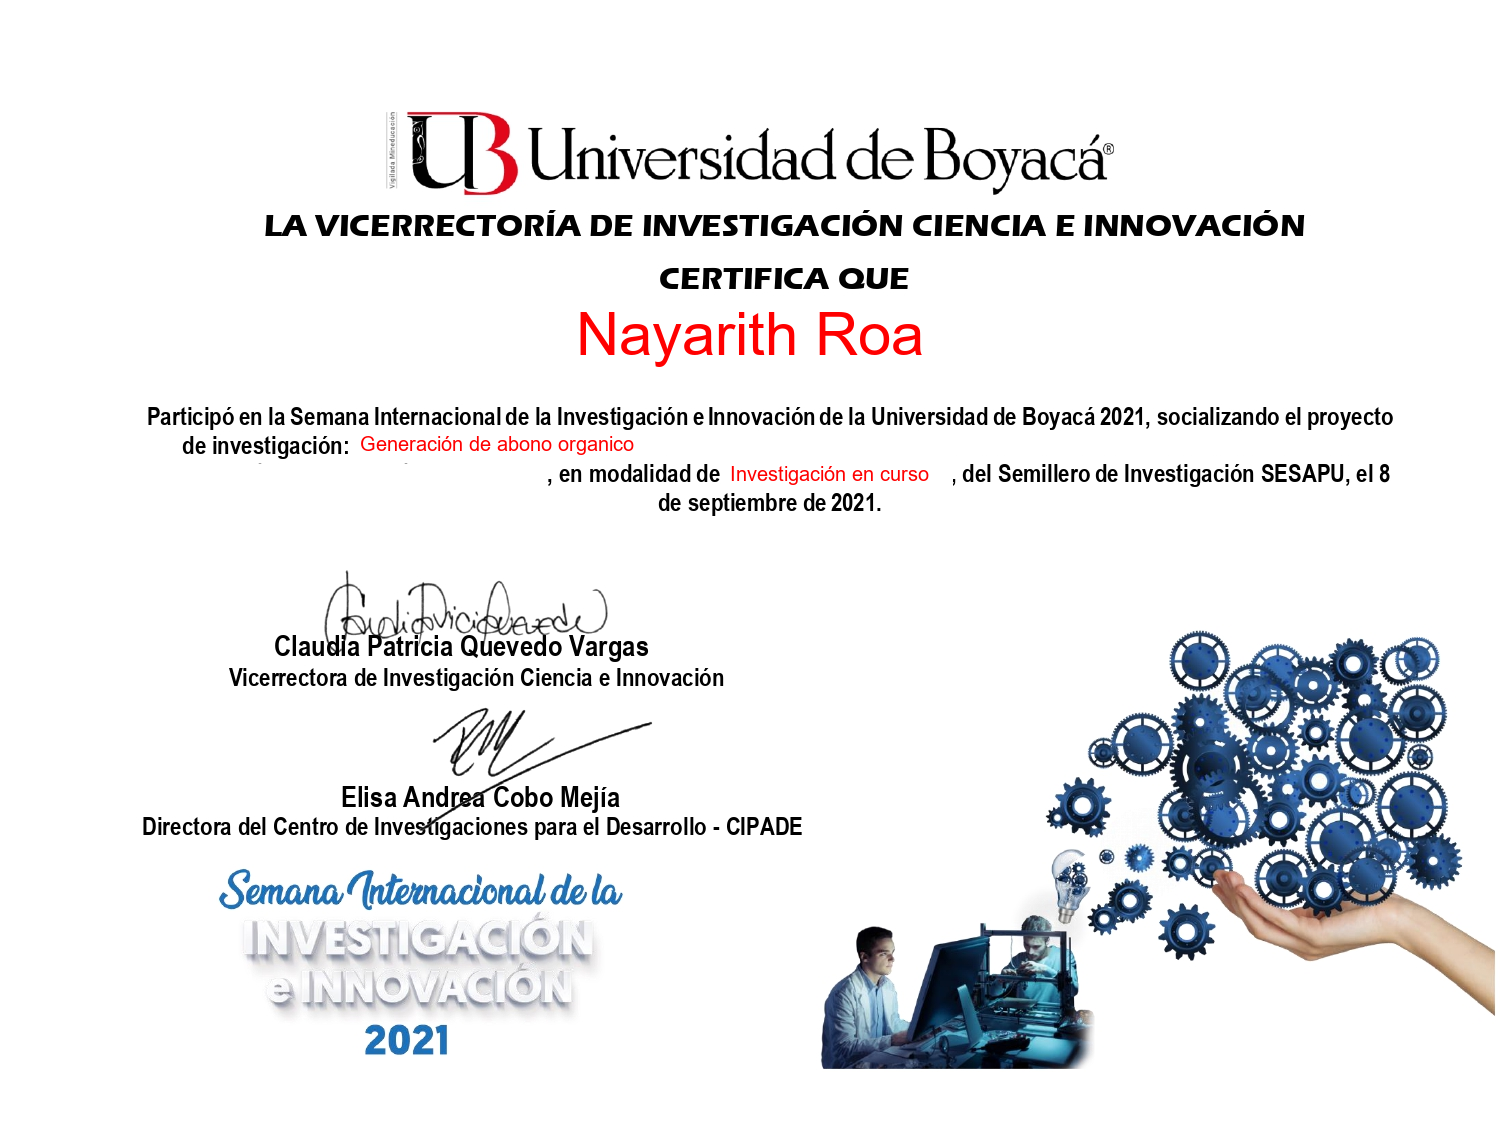 Vigilada Mineducación
UB Universidad de Boyacá®
LA VICERRECTORÍA DE INVESTIGACIÓN CIENCIA E INNOVACIÓN
CERTIFICA QUE
Nayarith Roa
Participó en la Semana Internacional de la Investigación e Innovación de la Universidad de Boyacá 2021, socializando el proyecto
de investigación: Generación de abono organico
, en modalidad de Investigación en curso , del Semillero de Investigación SESAPU, el 8
de septiembre de 2021.
Claudia Patricia Quevedo Vargas
Vicerrectora de Investigación Ciencia e Innovación
Elisa Andrea Cobo Mejía
Directora del Centro de Investigaciones para el Desarrollo - CIPADE
Semana Internacional de la
INVESTIGACIÓN
e INNOVACIÓN
2021